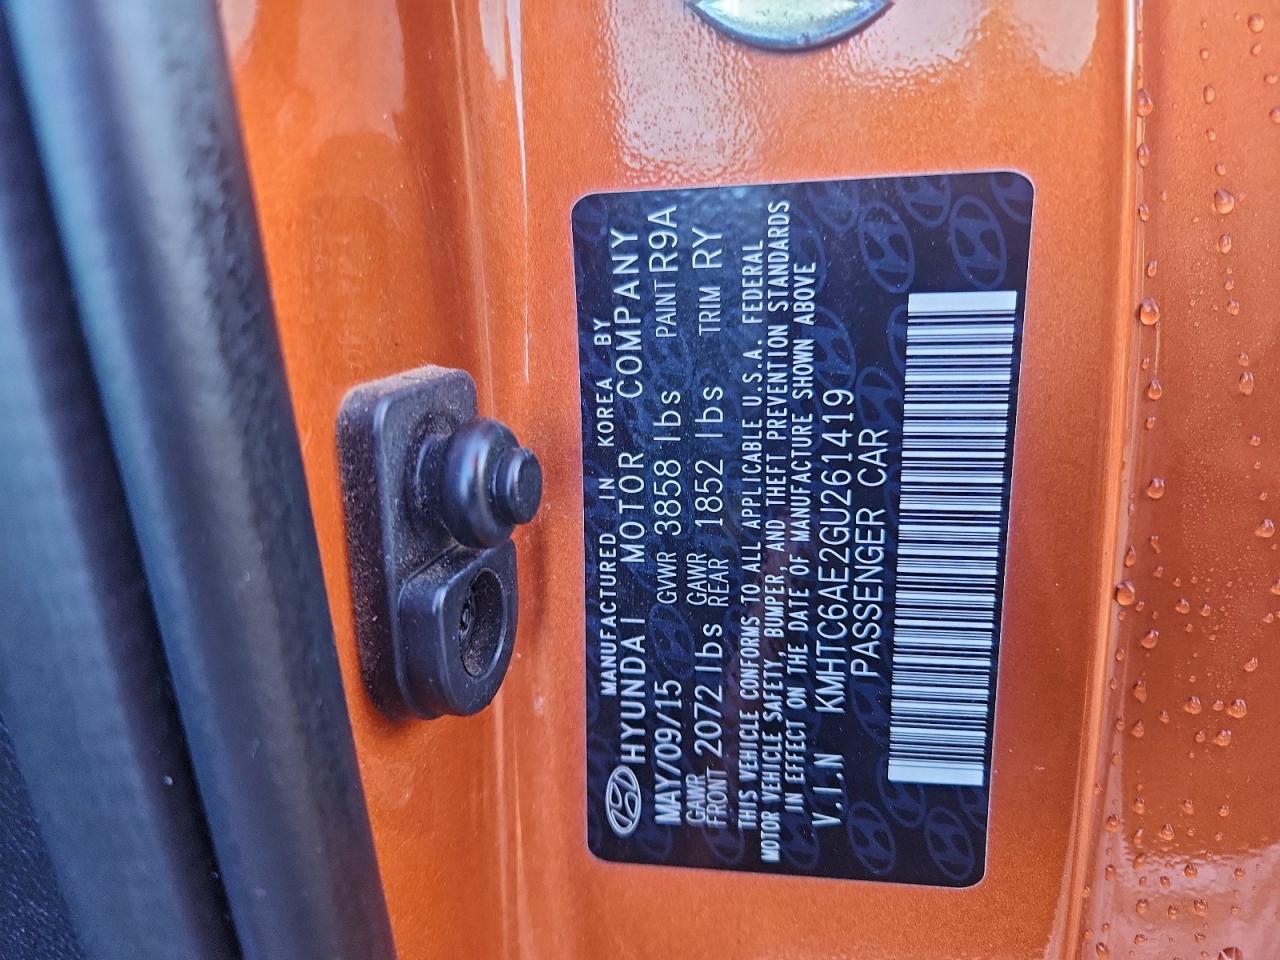 MANUFACTURED IN KOREA BY
HYUNDAI MOTOR COMPANY
MAY/09/15 GVWR 3858 lbs PAINT R9A
GAWR FRONT 2072 lbs GAWR REAR 1852 lbs TRIM RY
THIS VEHICLE CONFORMS TO ALL APPLICABLE U.S.A. FEDERAL
MOTOR VEHICLE SAFETY, BUMPER, AND THEFT PREVENTION STANDARDS
IN EFFECT ON THE DATE OF MANUFACTURE SHOWN ABOVE
V.I.N KMHTC6AE2GU261419
PASSENGER CAR